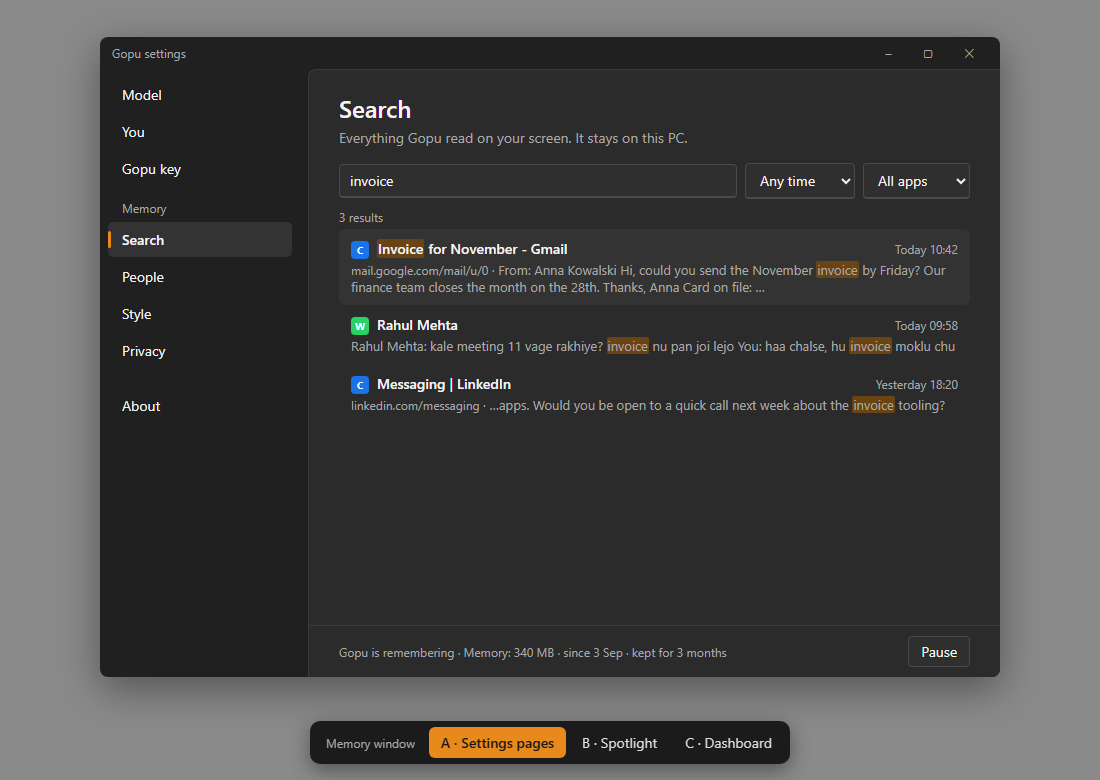 Gopu settings
Model
You
Gopu key
Memory
Search
People
Style
Privacy
About
Search
Everything Gopu read on your screen. It stays on this PC.
invoice
Any time
All apps
3 results
C Invoice for November - Gmail Today 10:42
mail.google.com/mail/u/0 · From: Anna Kowalski Hi, could you send the November invoice by Friday? Our
finance team closes the month on the 28th. Thanks, Anna Card on file: ...
W Rahul Mehta Today 09:58
Rahul Mehta: kale meeting 11 vage rakhiye? invoice nu pan joi lejo You: haa chalse, hu invoice moklu chu
C Messaging | LinkedIn Yesterday 18:20
linkedin.com/messaging · ...apps. Would you be open to a quick call next week about the invoice tooling?
Gopu is remembering · Memory: 340 MB · since 3 Sep · kept for 3 months
Pause
Memory window
A · Settings pages
B · Spotlight
C · Dashboard